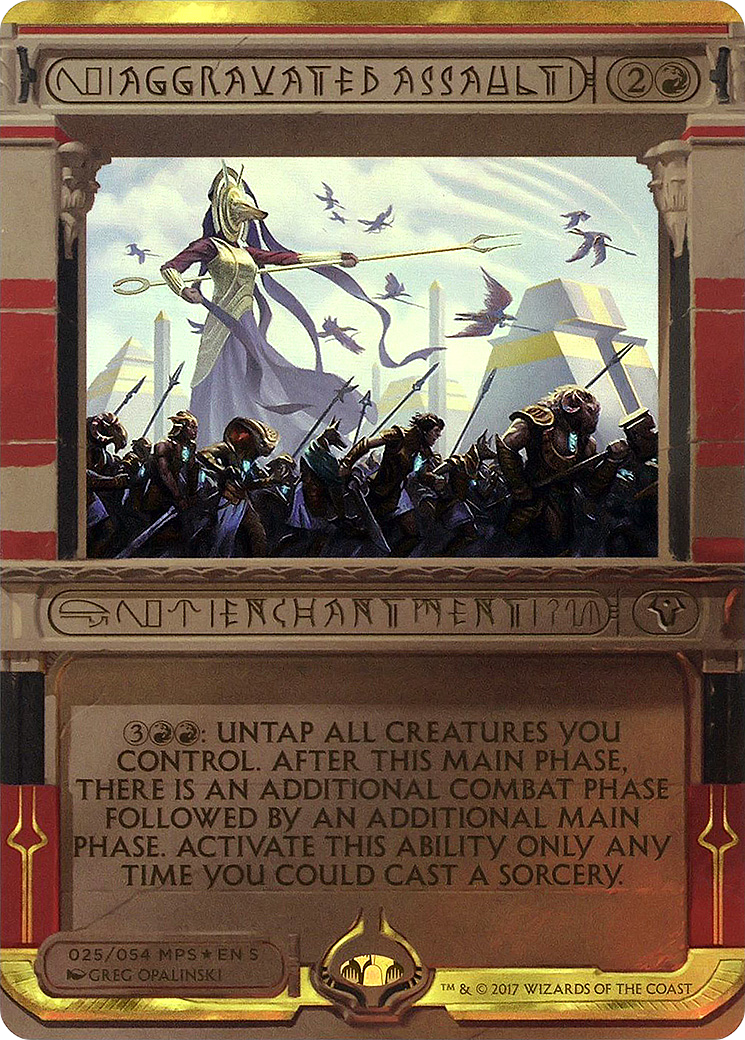 AGGRAVATED ASSAULT 2
ENCHANTMENT
3: UNTAP ALL CREATURES YOU
CONTROL. AFTER THIS MAIN PHASE,
THERE IS AN ADDITIONAL COMBAT PHASE
FOLLOWED BY AN ADDITIONAL MAIN
PHASE. ACTIVATE THIS ABILITY ONLY ANY
TIME YOU COULD CAST A SORCERY.
025/054 MPS★EN S
GREG OPALINSKI
™ & © 2017 WIZARDS OF THE COAST